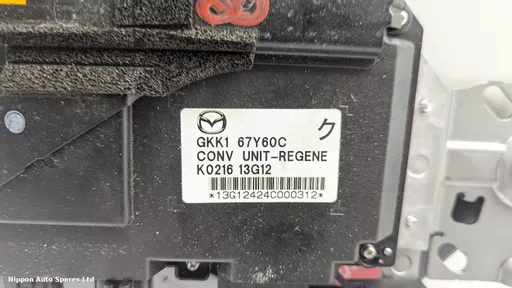 ク
GKK1 67Y60C
CONV UNIT-REGENE
K0216 13G12
*13G12424C000312*
Nippon Auto Spares Ltd